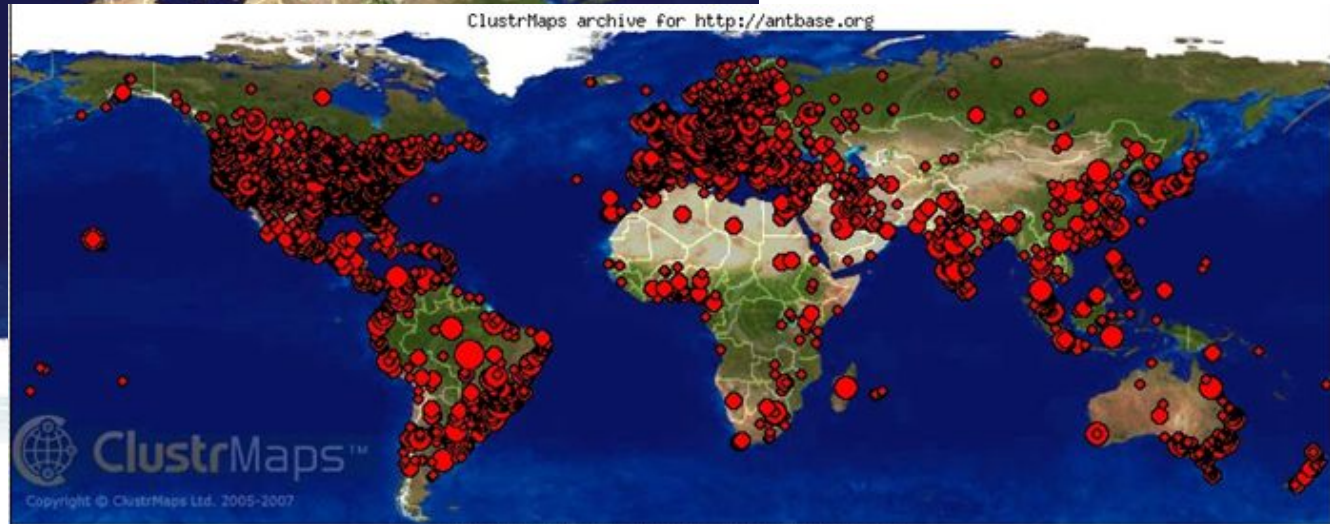 ClustrMaps archive for http://antbase.org
ClustrMaps™
Copyright © ClustrMaps Ltd. 2005-2007